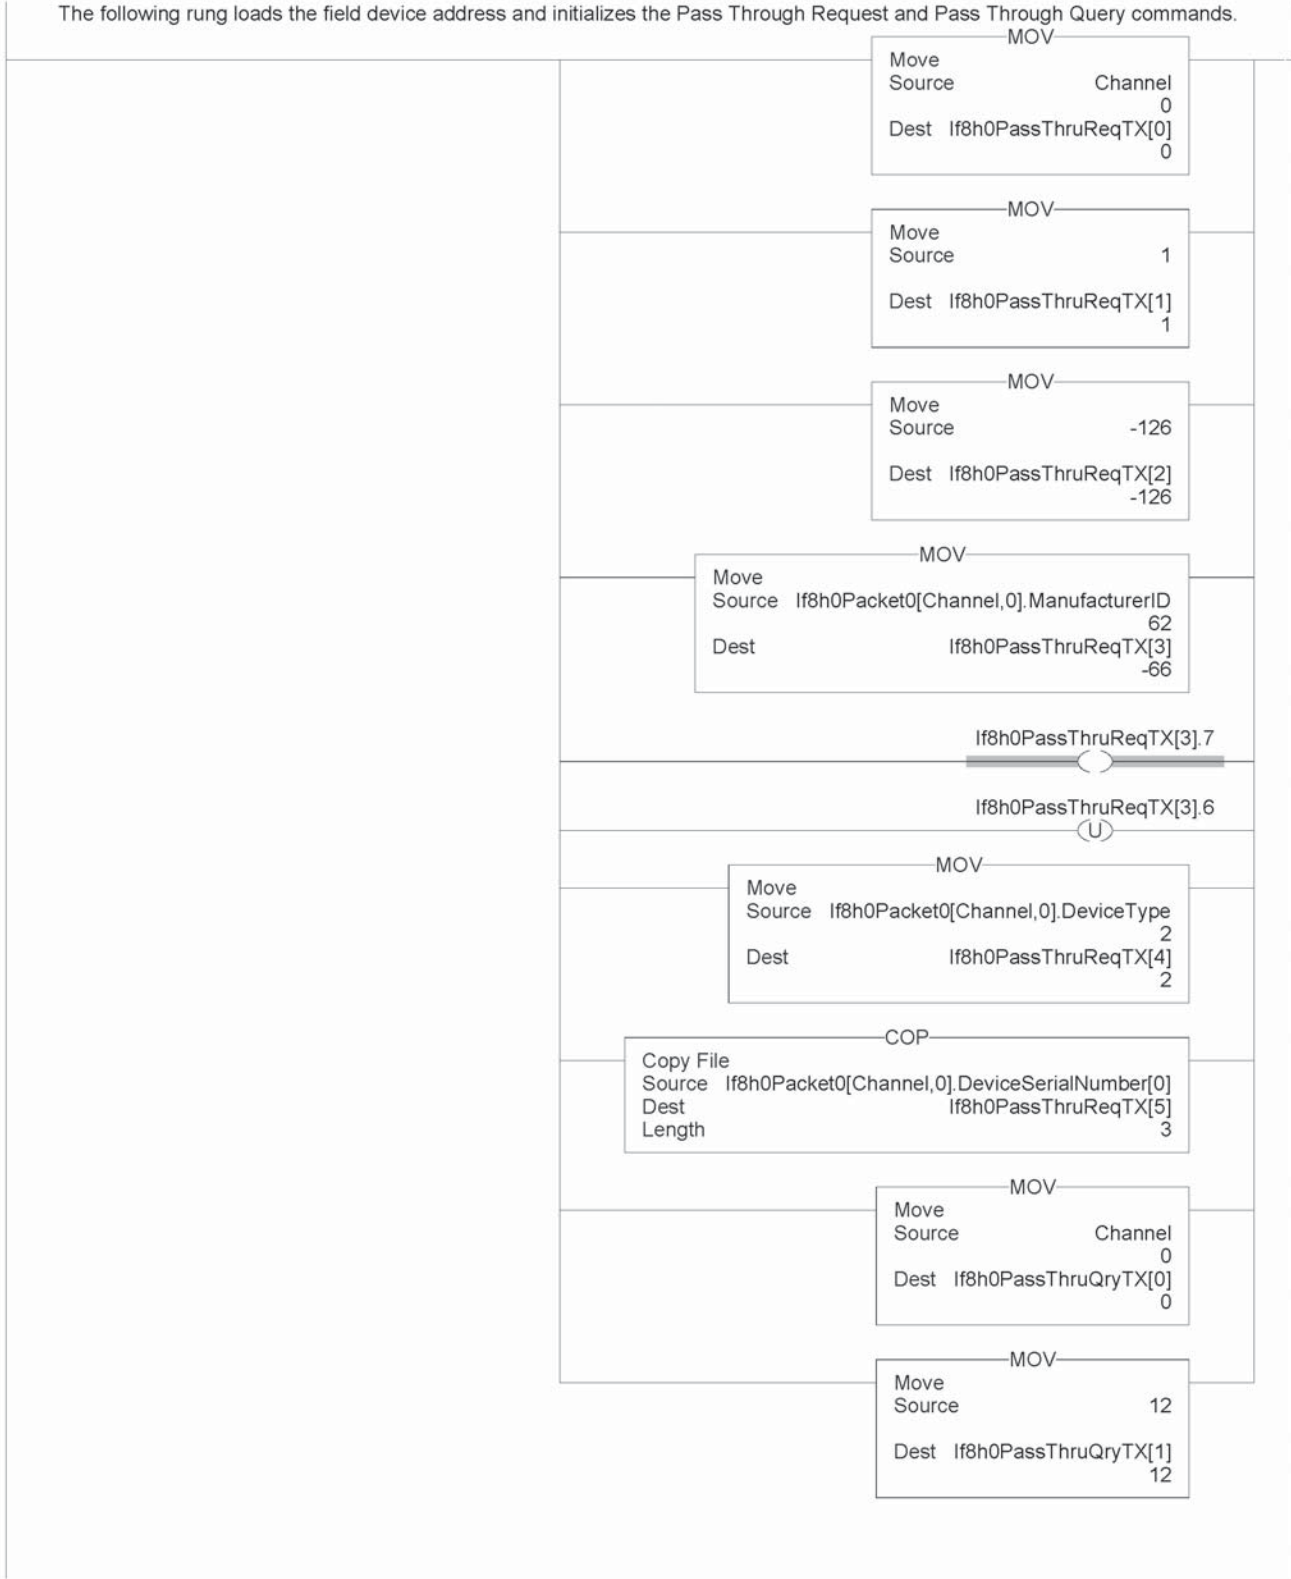 The following rung loads the field device address and initializes the Pass Through Request and Pass Through Query commands.
MOV
Move
Source Channel
0
Dest If8h0PassThruReqTX[0]
0
MOV
Move
Source 1
Dest If8h0PassThruReqTX[1]
1
MOV
Move
Source -126
Dest If8h0PassThruReqTX[2]
-126
MOV
Move
Source If8h0Packet0[Channel,0].ManufacturerID
62
Dest If8h0PassThruReqTX[3]
-66
If8h0PassThruReqTX[3].7
If8h0PassThruReqTX[3].6
U
MOV
Move
Source If8h0Packet0[Channel,0].DeviceType
2
Dest If8h0PassThruReqTX[4]
2
COP
Copy File
Source If8h0Packet0[Channel,0].DeviceSerialNumber[0]
Dest If8h0PassThruReqTX[5]
Length 3
MOV
Move
Source Channel
0
Dest If8h0PassThruQryTX[0]
0
MOV
Move
Source 12
Dest If8h0PassThruQryTX[1]
12